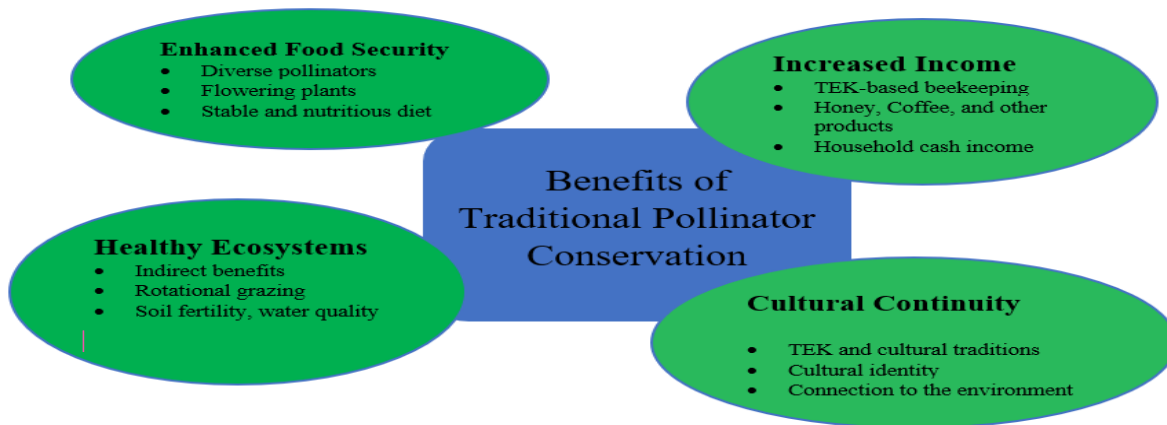 Enhanced Food Security
• Diverse pollinators
• Flowering plants
• Stable and nutritious diet
Increased Income
• TEK-based beekeeping
• Honey, Coffee, and other
products
• Household cash income
Benefits of
Traditional Pollinator
Conservation
Healthy Ecosystems
• Indirect benefits
• Rotational grazing
• Soil fertility, water quality
Cultural Continuity
• TEK and cultural traditions
• Cultural identity
• Connection to the environment